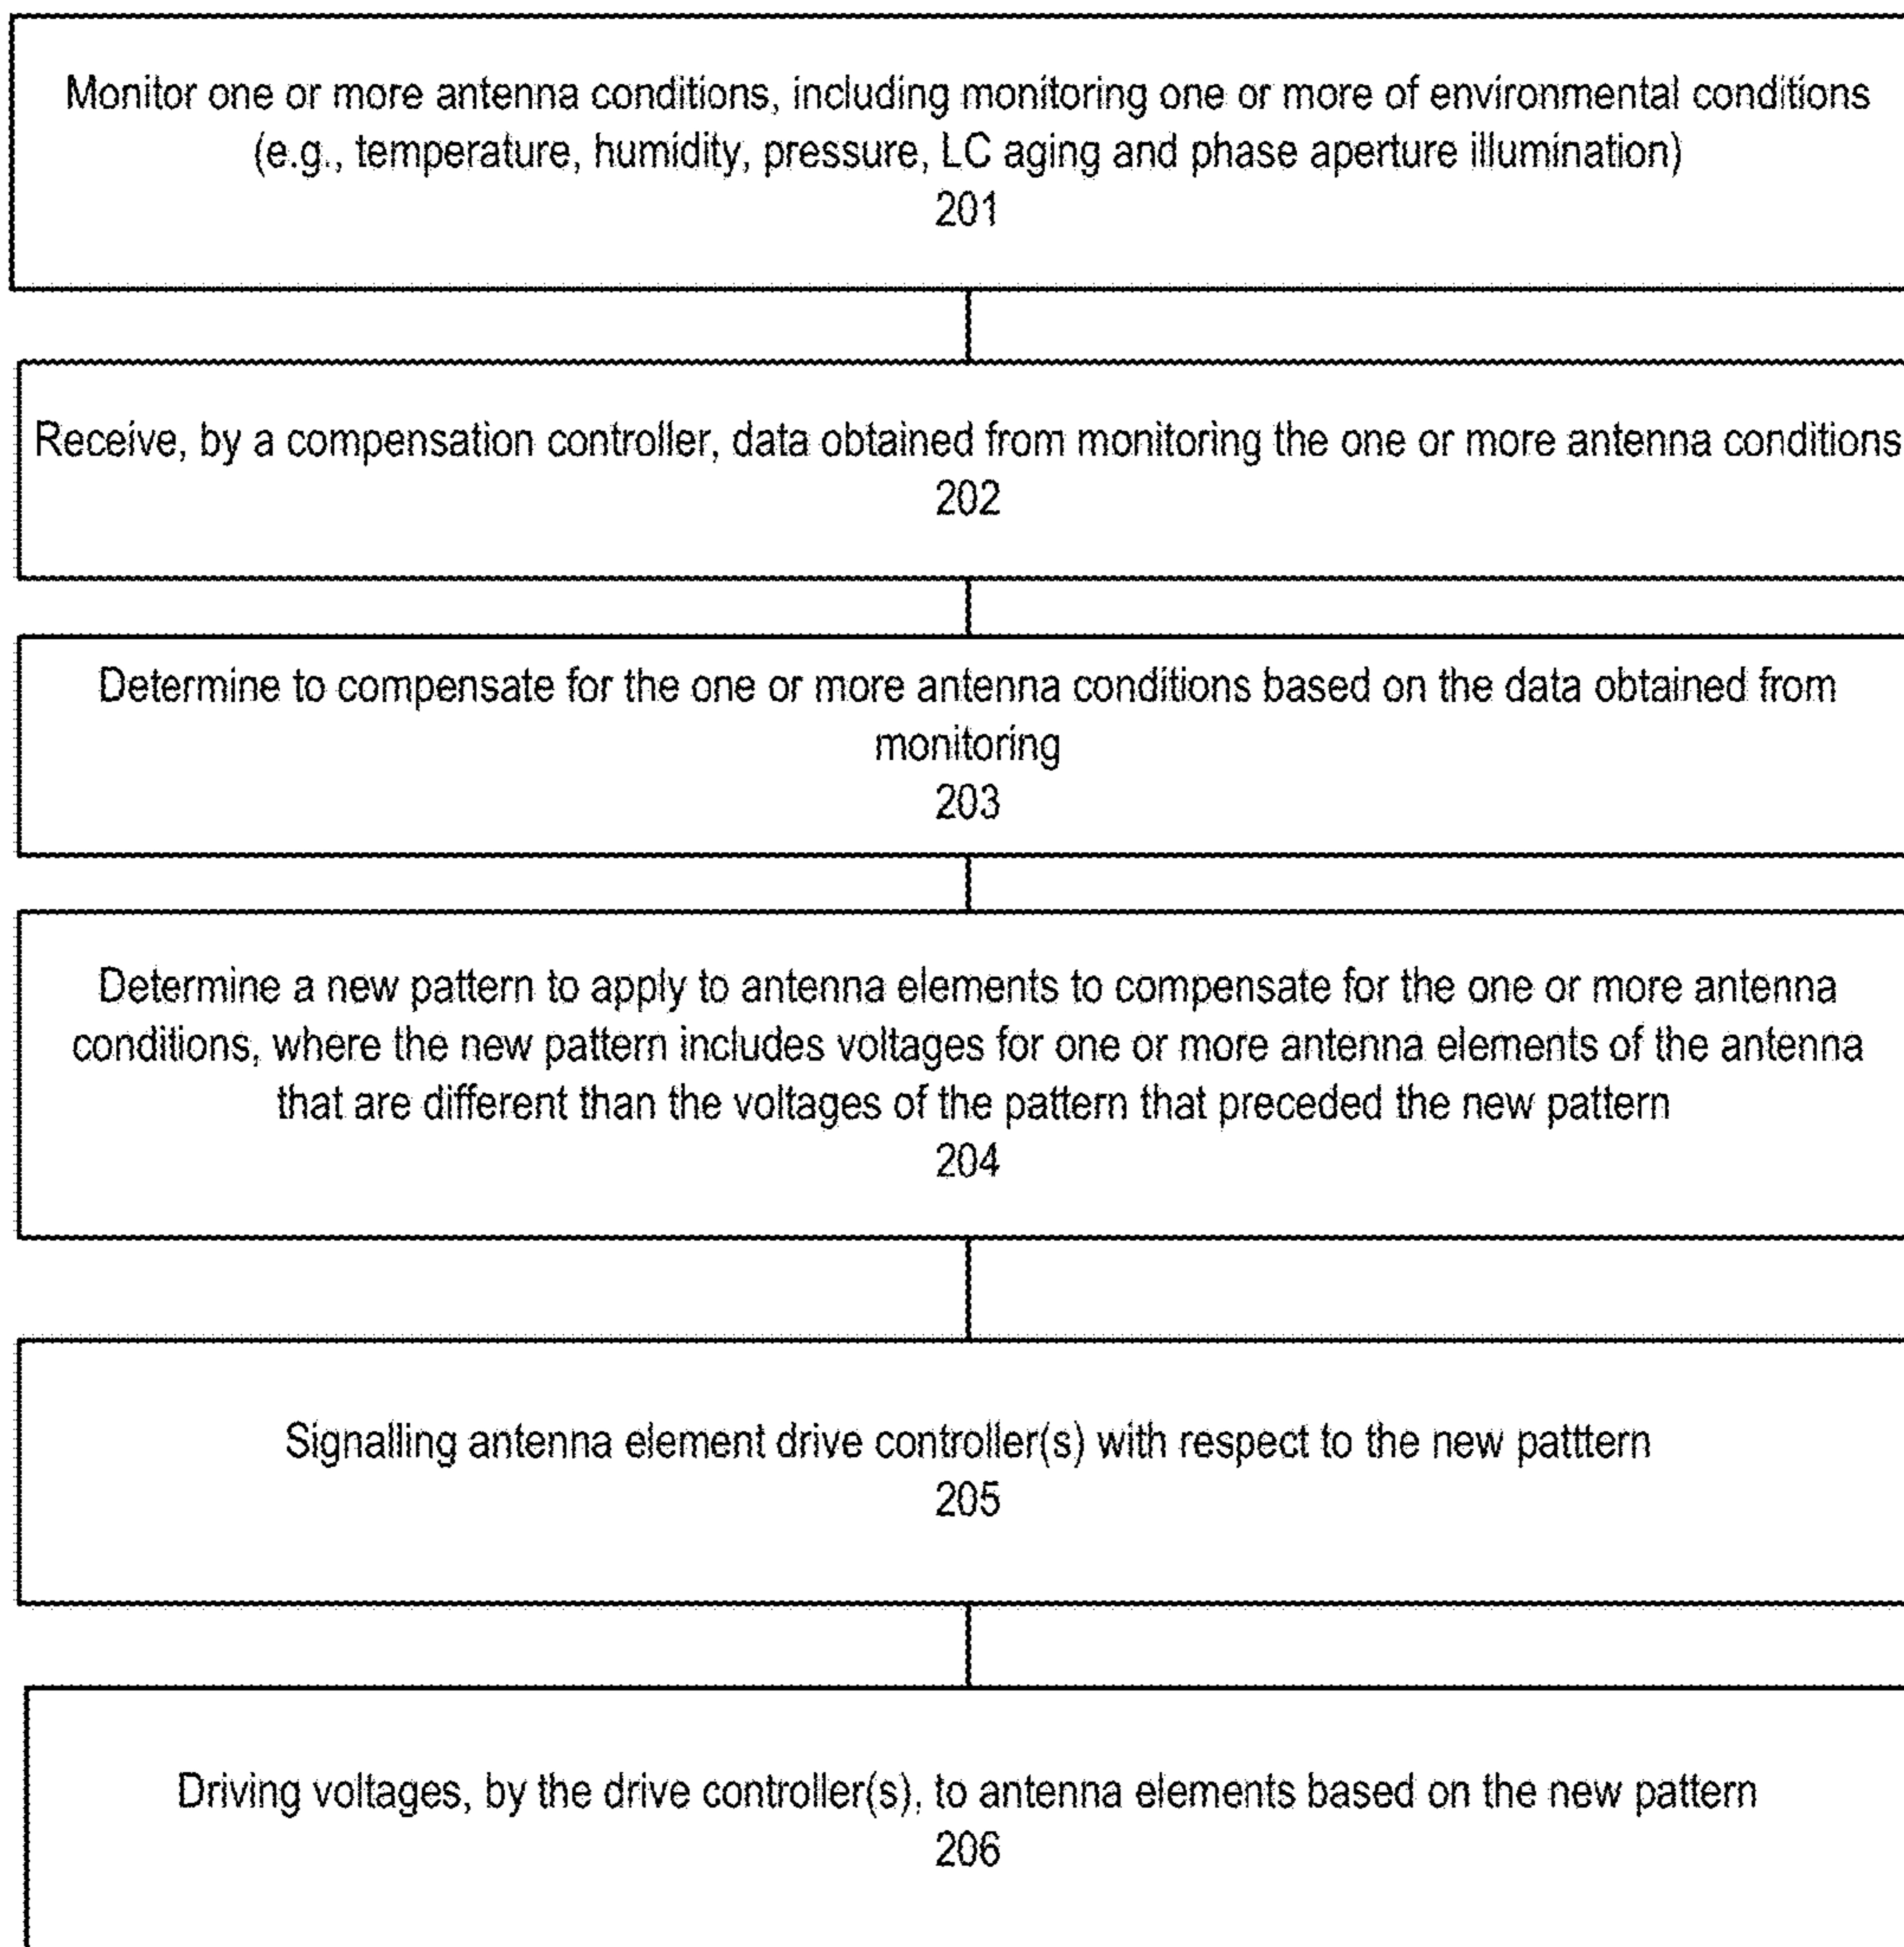 Monitor one or more antenna conditions, including monitoring one or more of environmental conditions
(e.g., temperature, humidity, pressure, LC aging and phase aperture illumination)
201
Receive, by a compensation controller, data obtained from monitoring the one or more antenna conditions
202
Determine to compensate for the one or more antenna conditions based on the data obtained from
monitoring
203
Determine a new pattern to apply to antenna elements to compensate for the one or more antenna
conditions, where the new pattern includes voltages for one or more antenna elements of the antenna
that are different than the voltages of the pattern that preceded the new pattern
204
Signalling antenna element drive controller(s) with respect to the new patttern
205
Driving voltages, by the drive controller(s), to antenna elements based on the new pattern
206